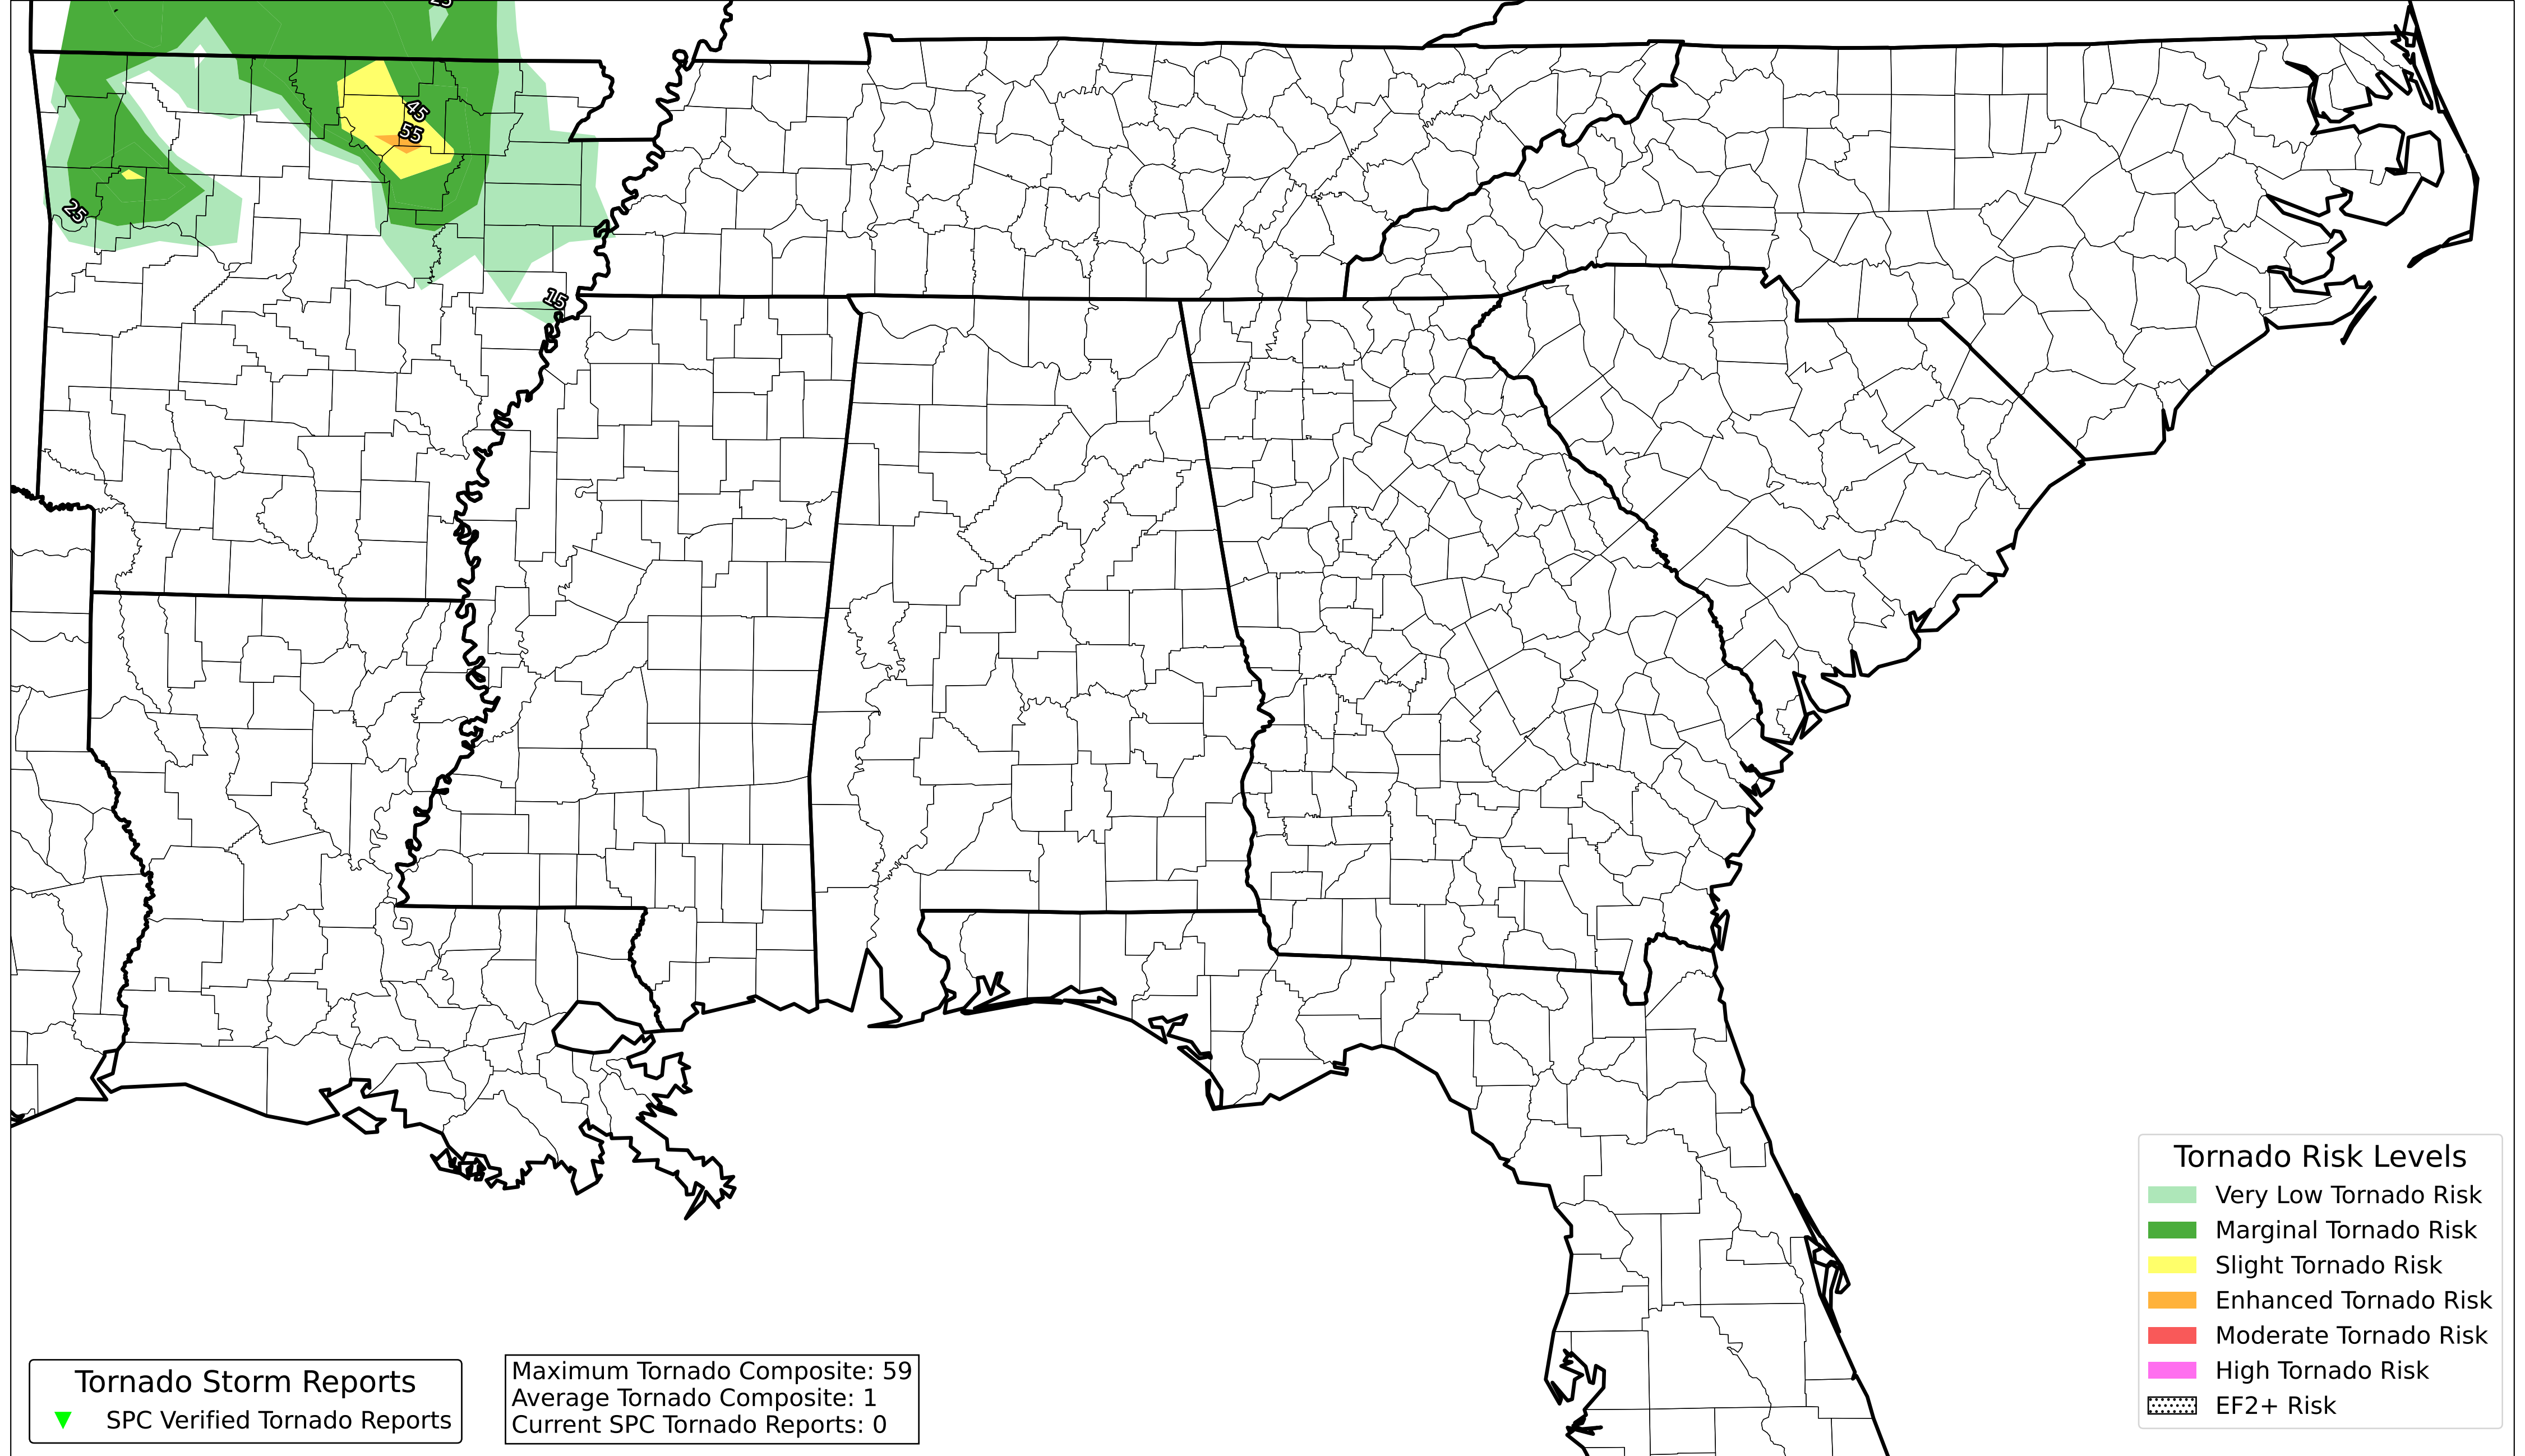 45
55
25
15
Tornado Storm Reports
SPC Verified Tornado Reports
Maximum Tornado Composite: 59
Average Tornado Composite: 1
Current SPC Tornado Reports: 0
Tornado Risk Levels
Very Low Tornado Risk
Marginal Tornado Risk
Slight Tornado Risk
Enhanced Tornado Risk
Moderate Tornado Risk
High Tornado Risk
EF2+ Risk